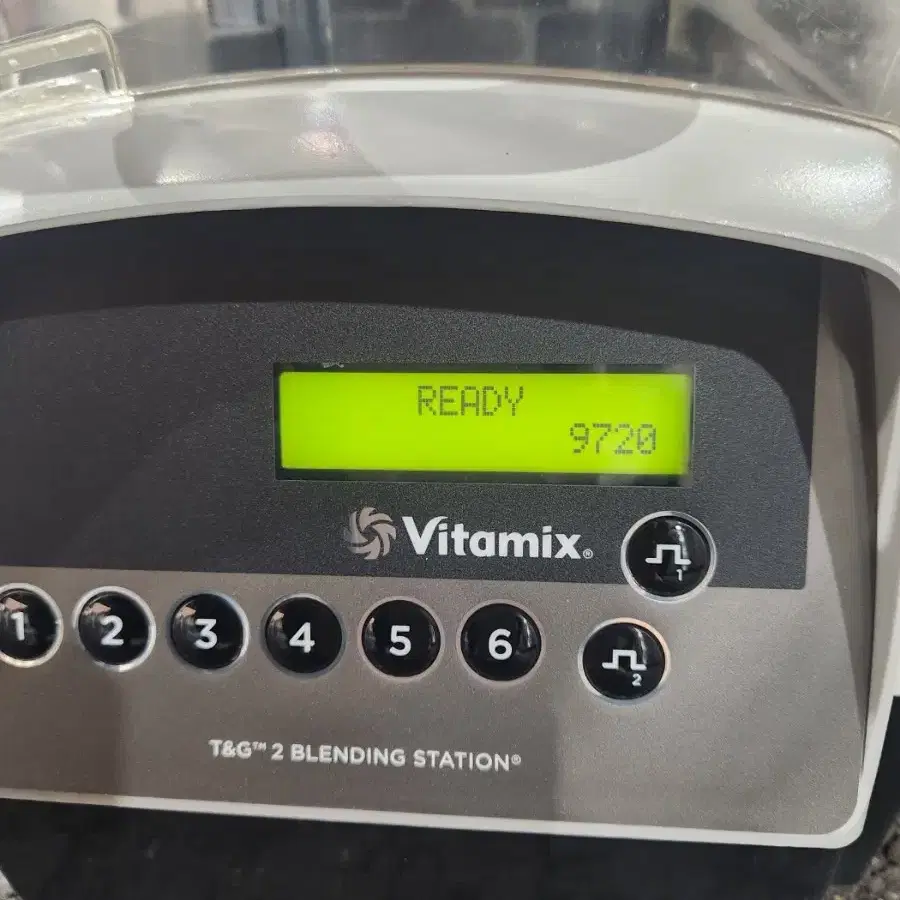 READY
9720
Vitamix®
1
1 2 3 4 5 6
2
T&G™ 2 BLENDING STATION®